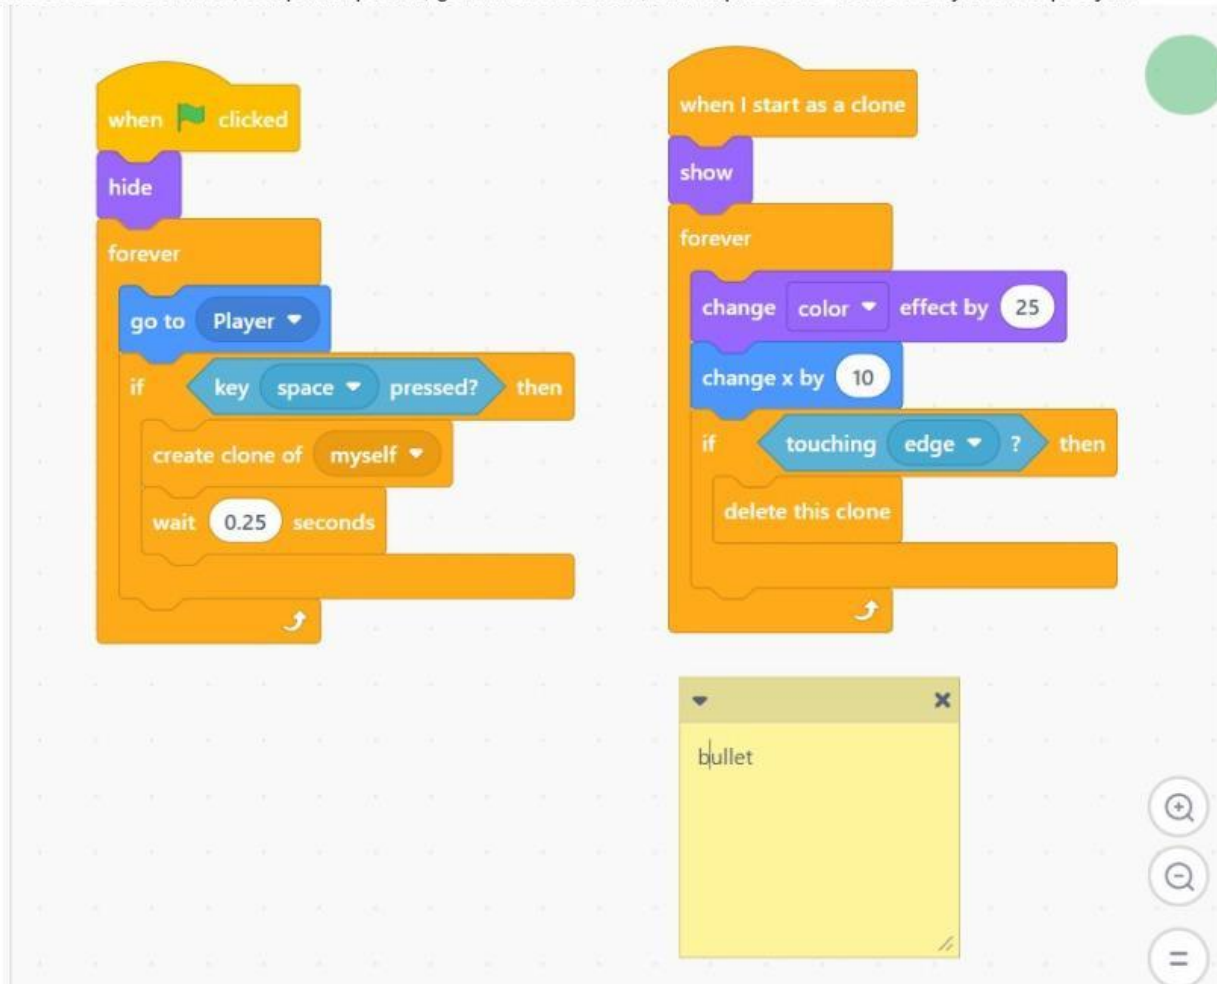 when clicked
hide
forever
go to Player
if key space pressed? then
create clone of myself
wait 0.25 seconds
when I start as a clone
show
forever
change color effect by 25
change x by 10
if touching edge ? then
delete this clone
bullet